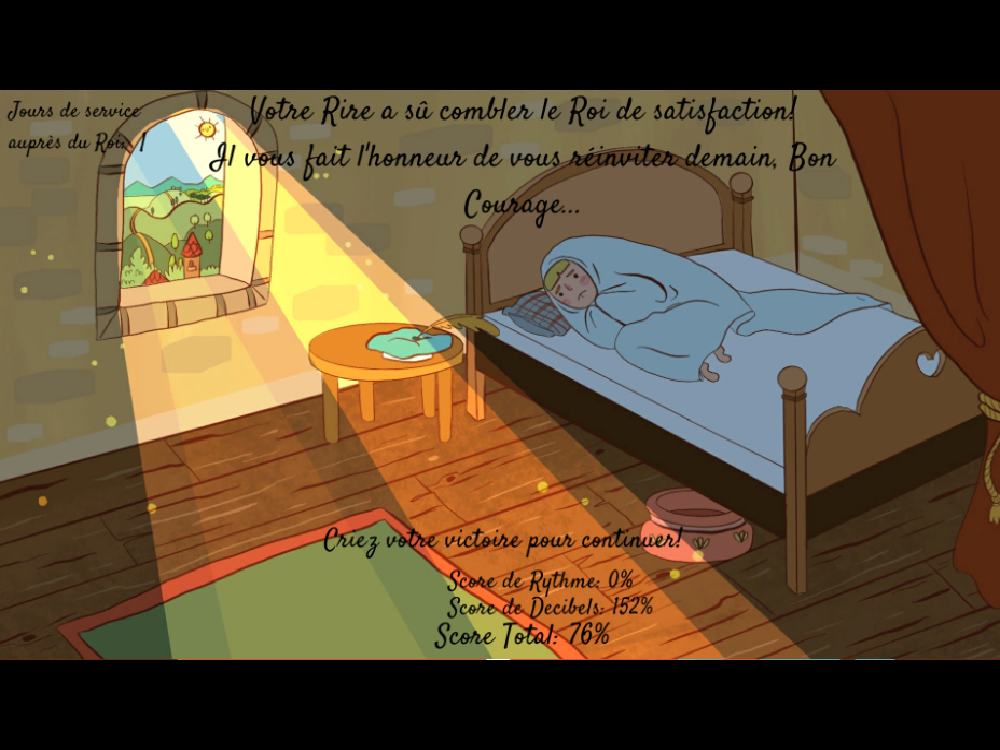 Jours de service
auprès du Roi: 1
Votre Rire a sû combler le Roi de satisfaction!
Il vous fait l'honneur de vous réinviter demain, Bon
Courage...
Criez votre victoire pour continuer!
Score de Rythme: 0%
Score de Decibels: 152%
Score Total: 76%